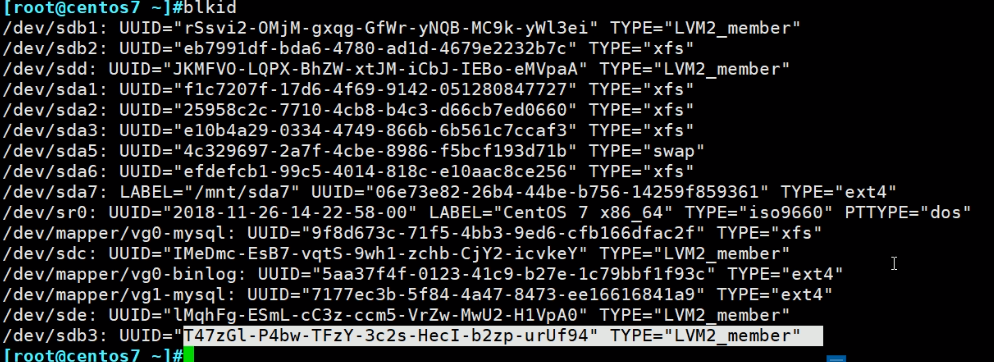 [root@centos7 ~]#blkid
/dev/sdb1: UUID="rSsvi2-OMjM-gxqg-GfWr-yNQB-MC9k-yWl3ei" TYPE="LVM2_member"
/dev/sdb2: UUID="eb7991df-bda6-4780-ad1d-4679e2232b7c" TYPE="xfs"
/dev/sdd: UUID="JKMFVO-LQPX-BhZW-xtJM-iCbJ-IEBo-eMVpaA" TYPE="LVM2_member"
/dev/sda1: UUID="f1c7207f-17d6-4f69-9142-051280847727" TYPE="xfs"
/dev/sda2: UUID="25958c2c-7710-4cb8-b4c3-d66cb7ed0660" TYPE="xfs"
/dev/sda3: UUID="e10b4a29-0334-4749-866b-6b561c7ccaf3" TYPE="xfs"
/dev/sda5: UUID="4c329697-2a7f-4cbe-8986-f5bcf193d71b" TYPE="swap"
/dev/sda6: UUID="efdefcb1-99c5-4014-818c-e10aac8ce256" TYPE="xfs"
/dev/sda7: LABEL="/mnt/sda7" UUID="06e73e82-26b4-44be-b756-14259f859361" TYPE="ext4"
/dev/sr0: UUID="2018-11-26-14-22-58-00" LABEL="CentOS 7 x86_64" TYPE="iso9660" PTTYPE="dos"
/dev/mapper/vg0-mysql: UUID="9f8d673c-71f5-4bb3-9ed6-cfb166dfac2f" TYPE="xfs"
/dev/sdc: UUID="IMeDmc-EsB7-vqtS-9wh1-zchb-CjY2-icvkeY" TYPE="LVM2_member"
/dev/mapper/vg0-binlog: UUID="5aa37f4f-0123-41c9-b27e-1c79bbf1f93c" TYPE="ext4"
/dev/mapper/vg1-mysql: UUID="7177ec3b-5f84-4a47-8473-ee16616841a9" TYPE="ext4"
/dev/sde: UUID="lMqhFg-ESmL-cC3z-ccm5-VrZw-MwU2-H1VpA0" TYPE="LVM2_member"
/dev/sdb3: UUID="T47zGl-P4bw-TFzY-3c2s-HecI-b2zp-urUf94" TYPE="LVM2_member"
[root@centos7 ~]#